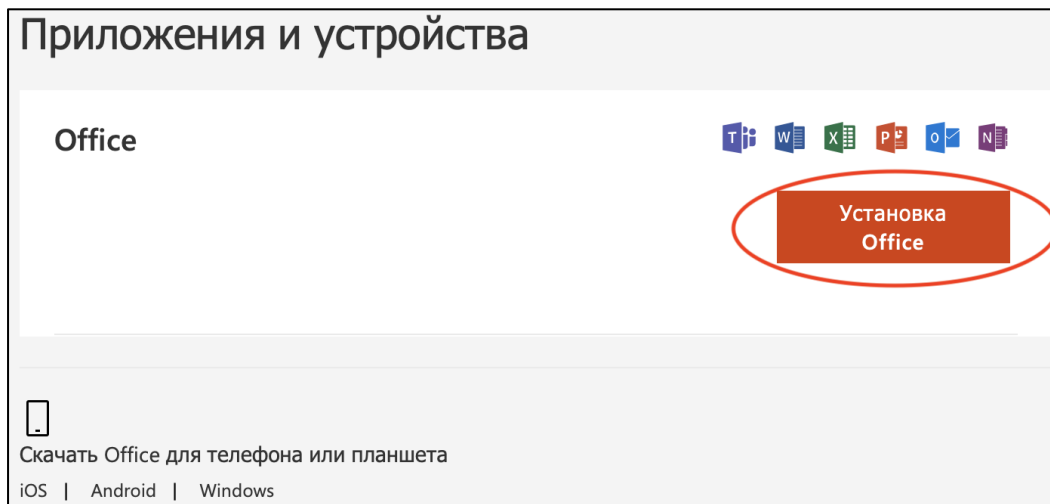 Приложения и устройства
Office
T W X P O N
Установка
Office
Скачать Office для телефона или планшета
iOS | Android | Windows